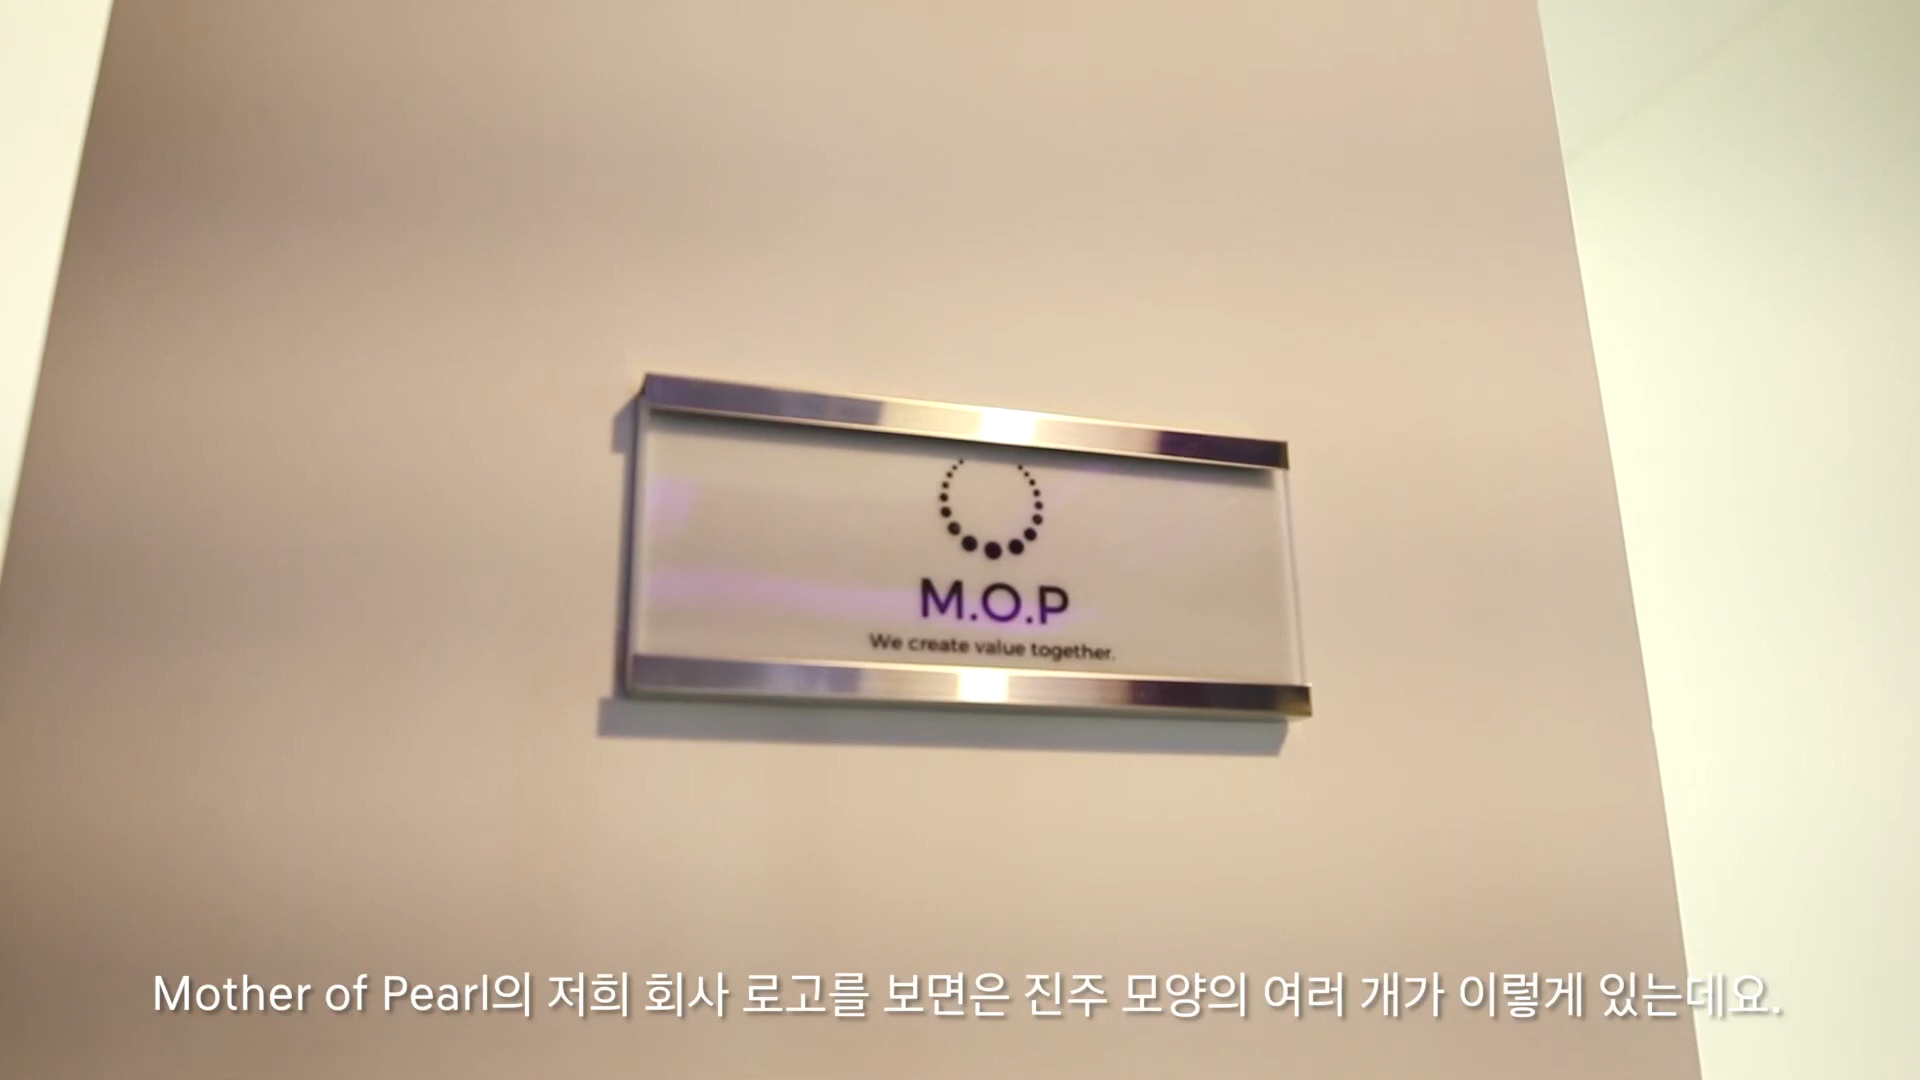 M.O.P
We create value together.
Mother of Pearl의 저희 회사 로고를 보면은 진주 모양의 여러 개가 이렇게 있는데요.